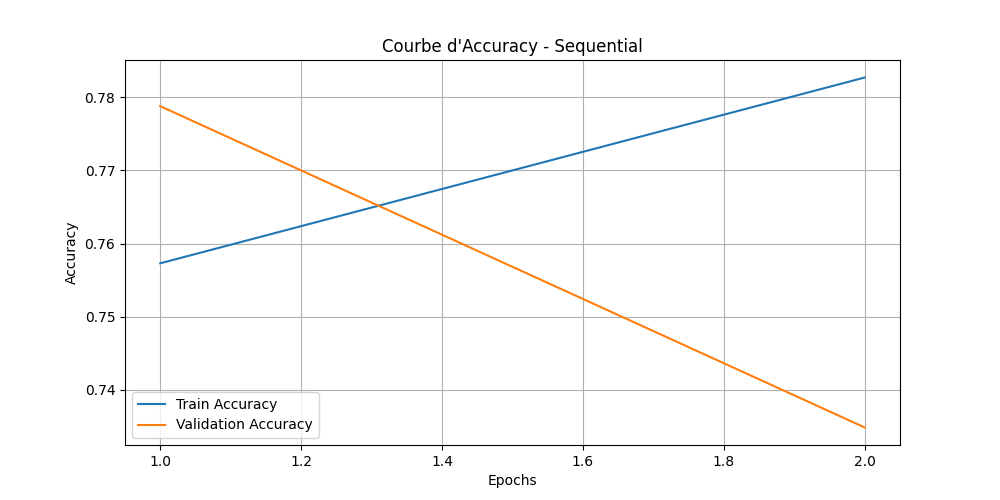 Courbe d'Accuracy - Sequential
Accuracy
0.78
0.77
0.76
0.75
0.74
Train Accuracy
Validation Accuracy
1.0 1.2 1.4 1.6 1.8 2.0
Epochs